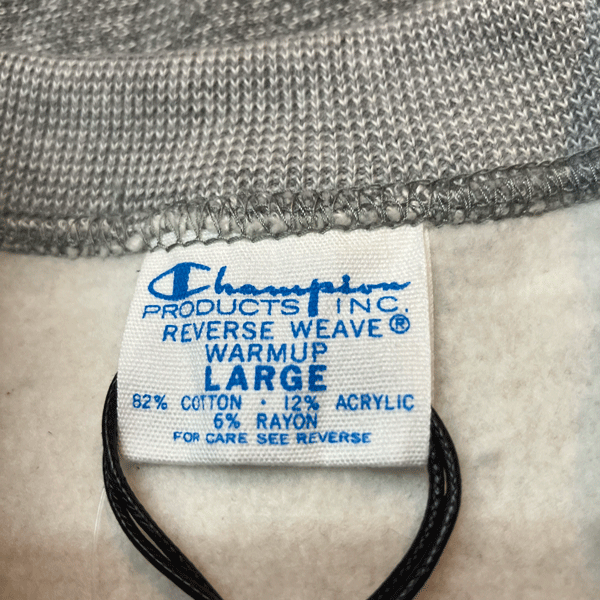 Champion
PRODUCTS INC.
REVERSE WEAVE®
WARMUP
LARGE
82% COTTON · 12% ACRYLIC
6% RAYON
FOR CARE SEE REVERSE